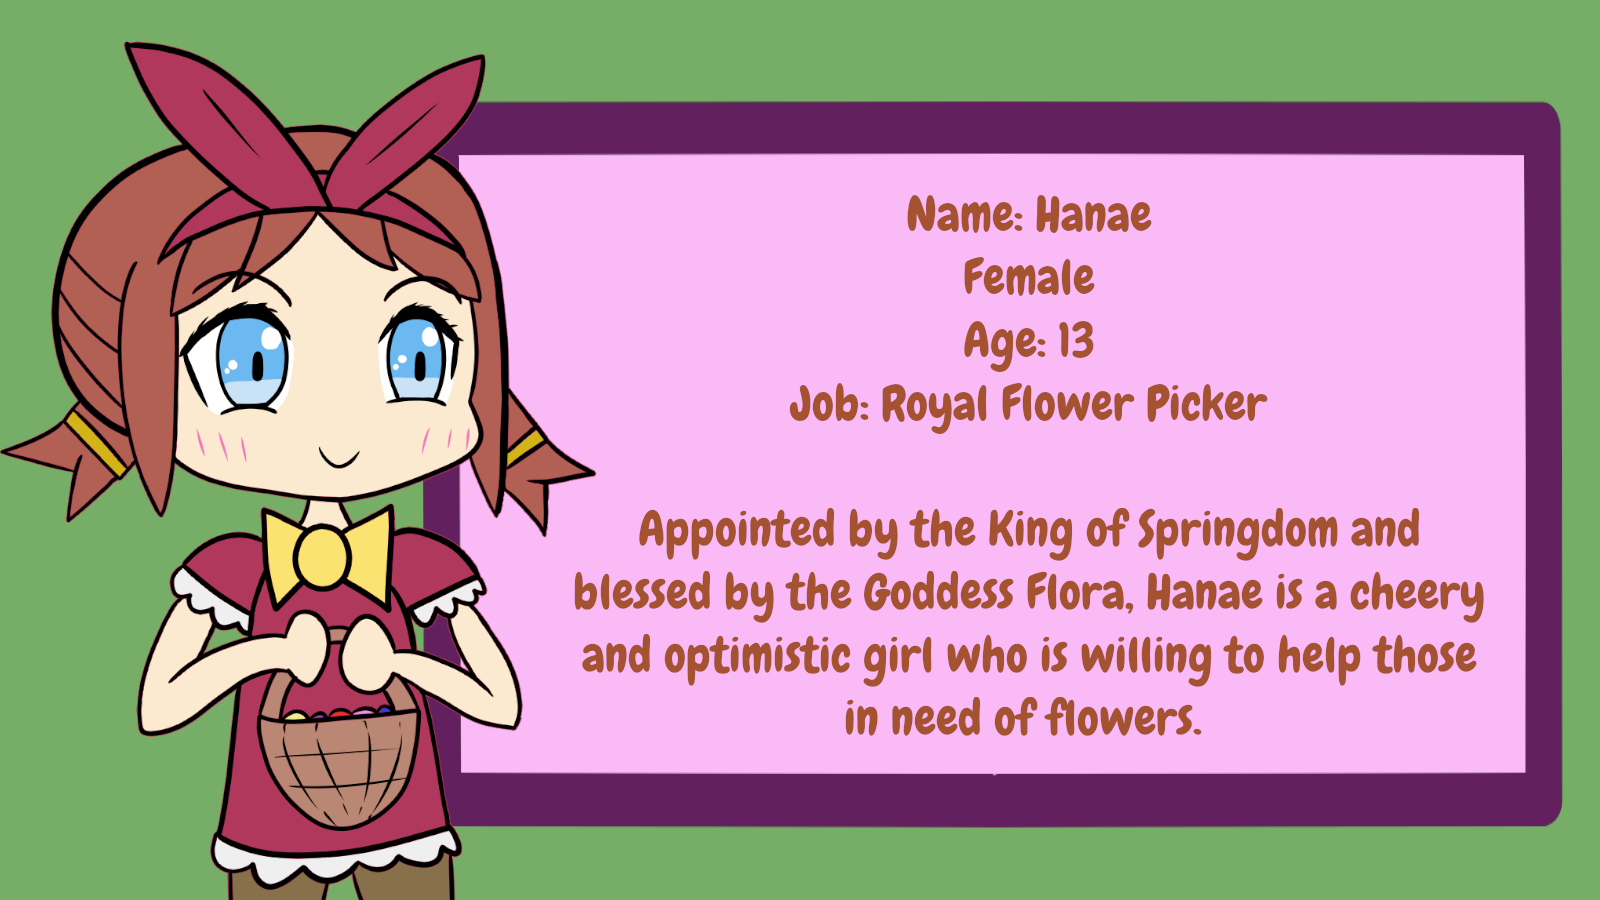 Name: Hanae
Female
Age: 13
Job: Royal Flower Picker
Appointed by the King of Springdom and
blessed by the Goddess Flora, Hanae is a cheery
and optimistic girl who is willing to help those
in need of flowers.